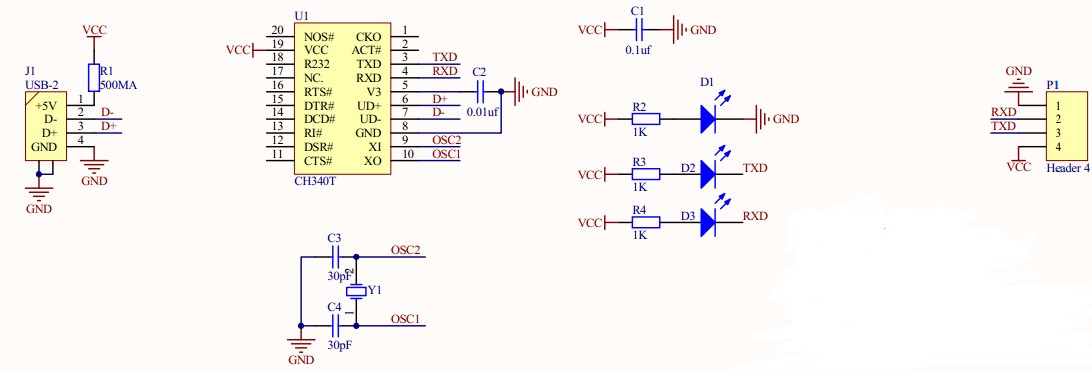 VCC
J1
USB-2
R1
500MA
+5V 1
D- 2 D-
D+ 3 D+
GND 4
GND
GND
U1
20 NOS# CKO 1
VCC 19 VCC ACT# 2
18 R232 TXD 3 TXD
17 NC. RXD 4 RXD
16 RTS# V3 5
15 DTR# UD+ 6 D+
14 DCD# UD- 7 D-
13 RI# GND 8
12 DSR# XI 9 OSC2
11 CTS# XO 10 OSC1
CH340T
C2
0.01uf
GND
C3
30pF
OSC2
2
Y1
1
C4
30pF
OSC1
GND
C1
VCC GND
0.1uf
D1
R2
VCC GND
1K
R3
VCC D2 TXD
1K
R4
VCC D3 RXD
1K
GND
P1
1
RXD 2
TXD 3
4
VCC
Header 4